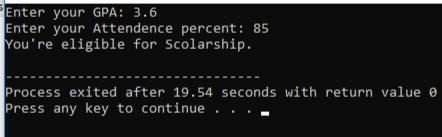 Enter your GPA: 3.6
Enter your Attendence percent: 85
You're eligible for Scolarship.
--------------------------------
Process exited after 19.54 seconds with return value 0
Press any key to continue . . .